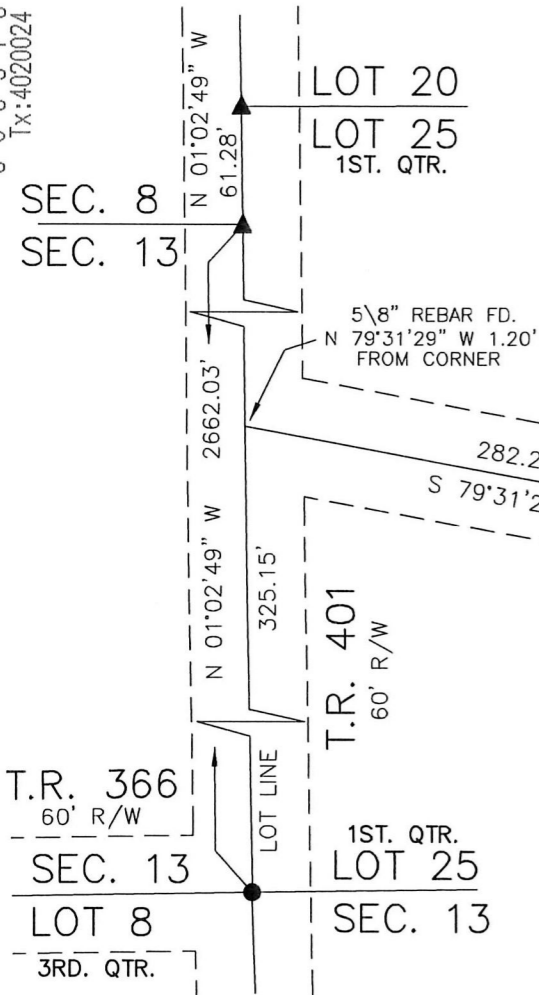 Tx:4020024
N 01°02'49" W
61.28'
LOT 20
LOT 25
1ST. QTR.
SEC. 8
SEC. 13
5\8" REBAR FD.
N 79°31'29" W 1.20'
FROM CORNER
2662.03'
N 01°02'49" W
282.2
S 79°31'2
325.15'
T.R. 401
60' R/W
T.R. 366
60' R/W
LOT LINE
SEC. 13
LOT 8
3RD. QTR.
1ST. QTR.
LOT 25
SEC. 13